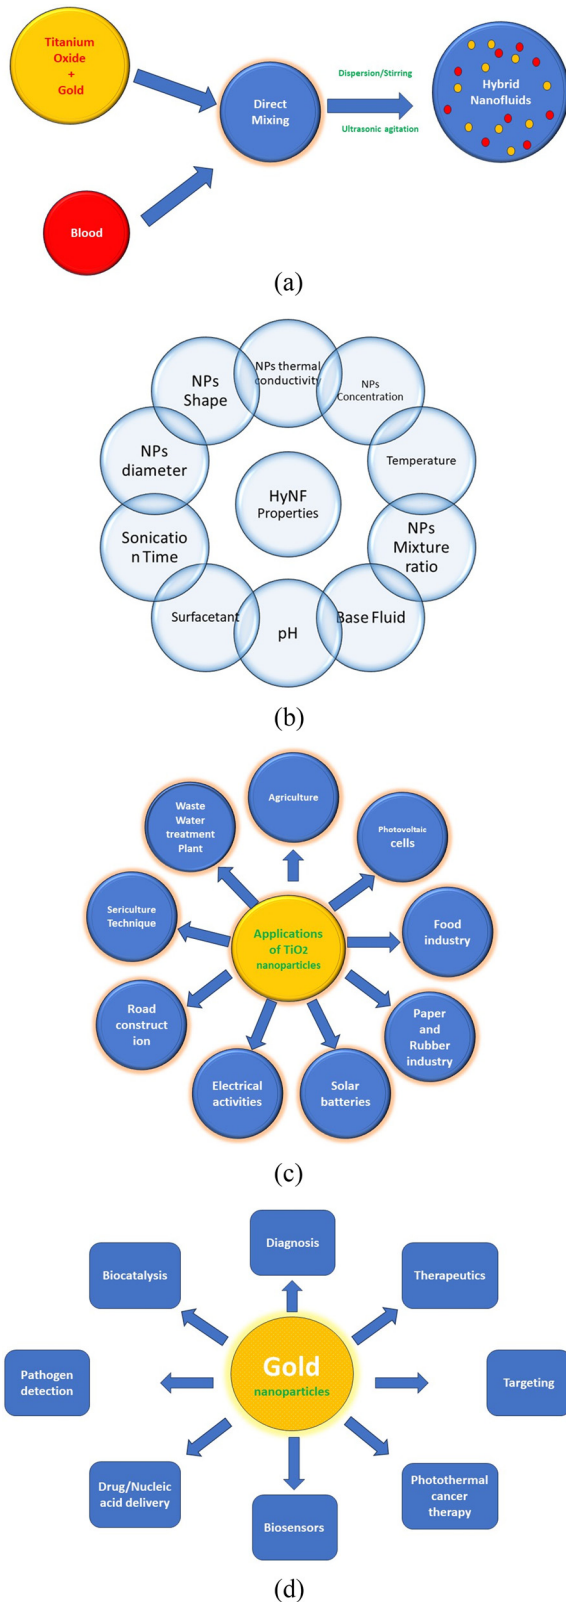 Titanium
Oxide
+
Gold
Direct
Mixing
Dispersion/Stirring
Ultrasonic agitation
Hybrid
Nanofluids
Blood
(a)
NPs thermal
conductivity
NPs
Concentration
Temperature
NPs
Mixture
ratio
Base Fluid
pH
Surfacetant
Sonicatio
n Time
NPs
diameter
NPs
Shape
HyNF
Properties
(b)
Agriculture
Photovoltaic
cells
Food
industry
Paper
and
Rubber
industry
Solar
batteries
Electrical
activities
Road
construct
ion
Sericulture
Technique
Waste
Water
treatment
Plant
Applications
of TiO2
nanoparticles
(c)
Diagnosis
Therapeutics
Targeting
Photothermal
cancer
therapy
Biosensors
Drug/Nucleic
acid delivery
Pathogen
detection
Biocatalysis
Gold
nanoparticles
(d)